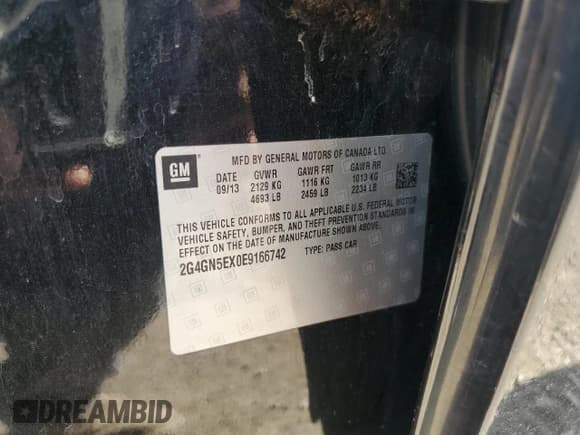 GM
MFD BY GENERAL MOTORS OF CANADA LTD.
DATE GVWR GAWR FRT GAWR RR
09/13 2129 KG 1116 KG 1013 KG
4693 LB 2459 LB 2234 LB
THIS VEHICLE CONFORMS TO ALL APPLICABLE U.S. FEDERAL MOTOR
VEHICLE SAFETY, BUMPER, AND THEFT PREVENTION STANDARDS IN
EFFECT ON THE DATE OF MANUFACTURE SHOWN ABOVE.
2G4GN5EX0E9166742 TYPE: PASS CAR
DREAMBID